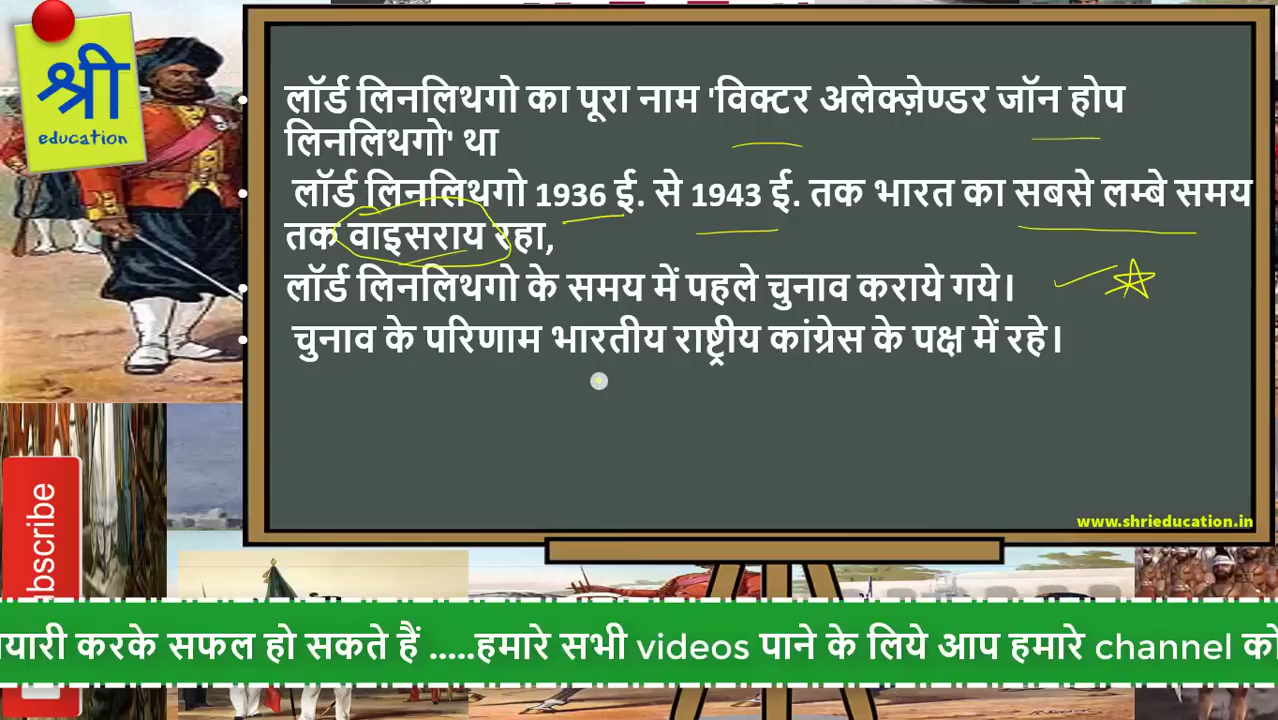 श्री
education
• लॉर्ड लिनलिथगो का पूरा नाम 'विक्टर अलेक्ज़ेण्डर जॉन होप
लिनलिथगो' था
• लॉर्ड लिनलिथगो 1936 ई. से 1943 ई. तक भारत का सबसे लम्बे समय
तक वाइसराय रहा,
• लॉर्ड लिनलिथगो के समय में पहले चुनाव कराये गये।
• चुनाव के परिणाम भारतीय राष्ट्रीय कांग्रेस के पक्ष में रहे।
www.shrieducation.in
bscribe
यारी करके सफल हो सकते हैं .....हमारे सभी videos पाने के लिये आप हमारे channel को